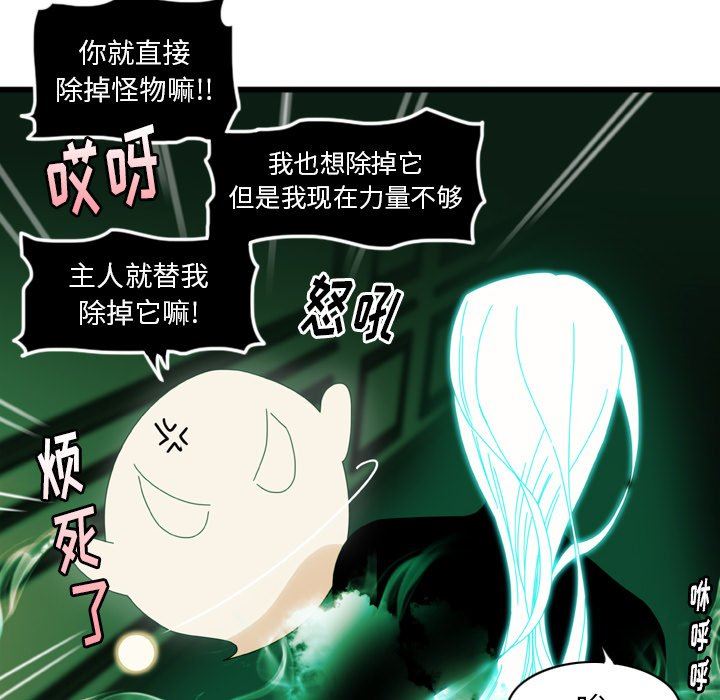 你就直接
除掉怪物嘛!!
哎呀
我也想除掉它
但是我现在力量不够
主人就替我
除掉它嘛!
怒吼
烦死了
咻呼呼